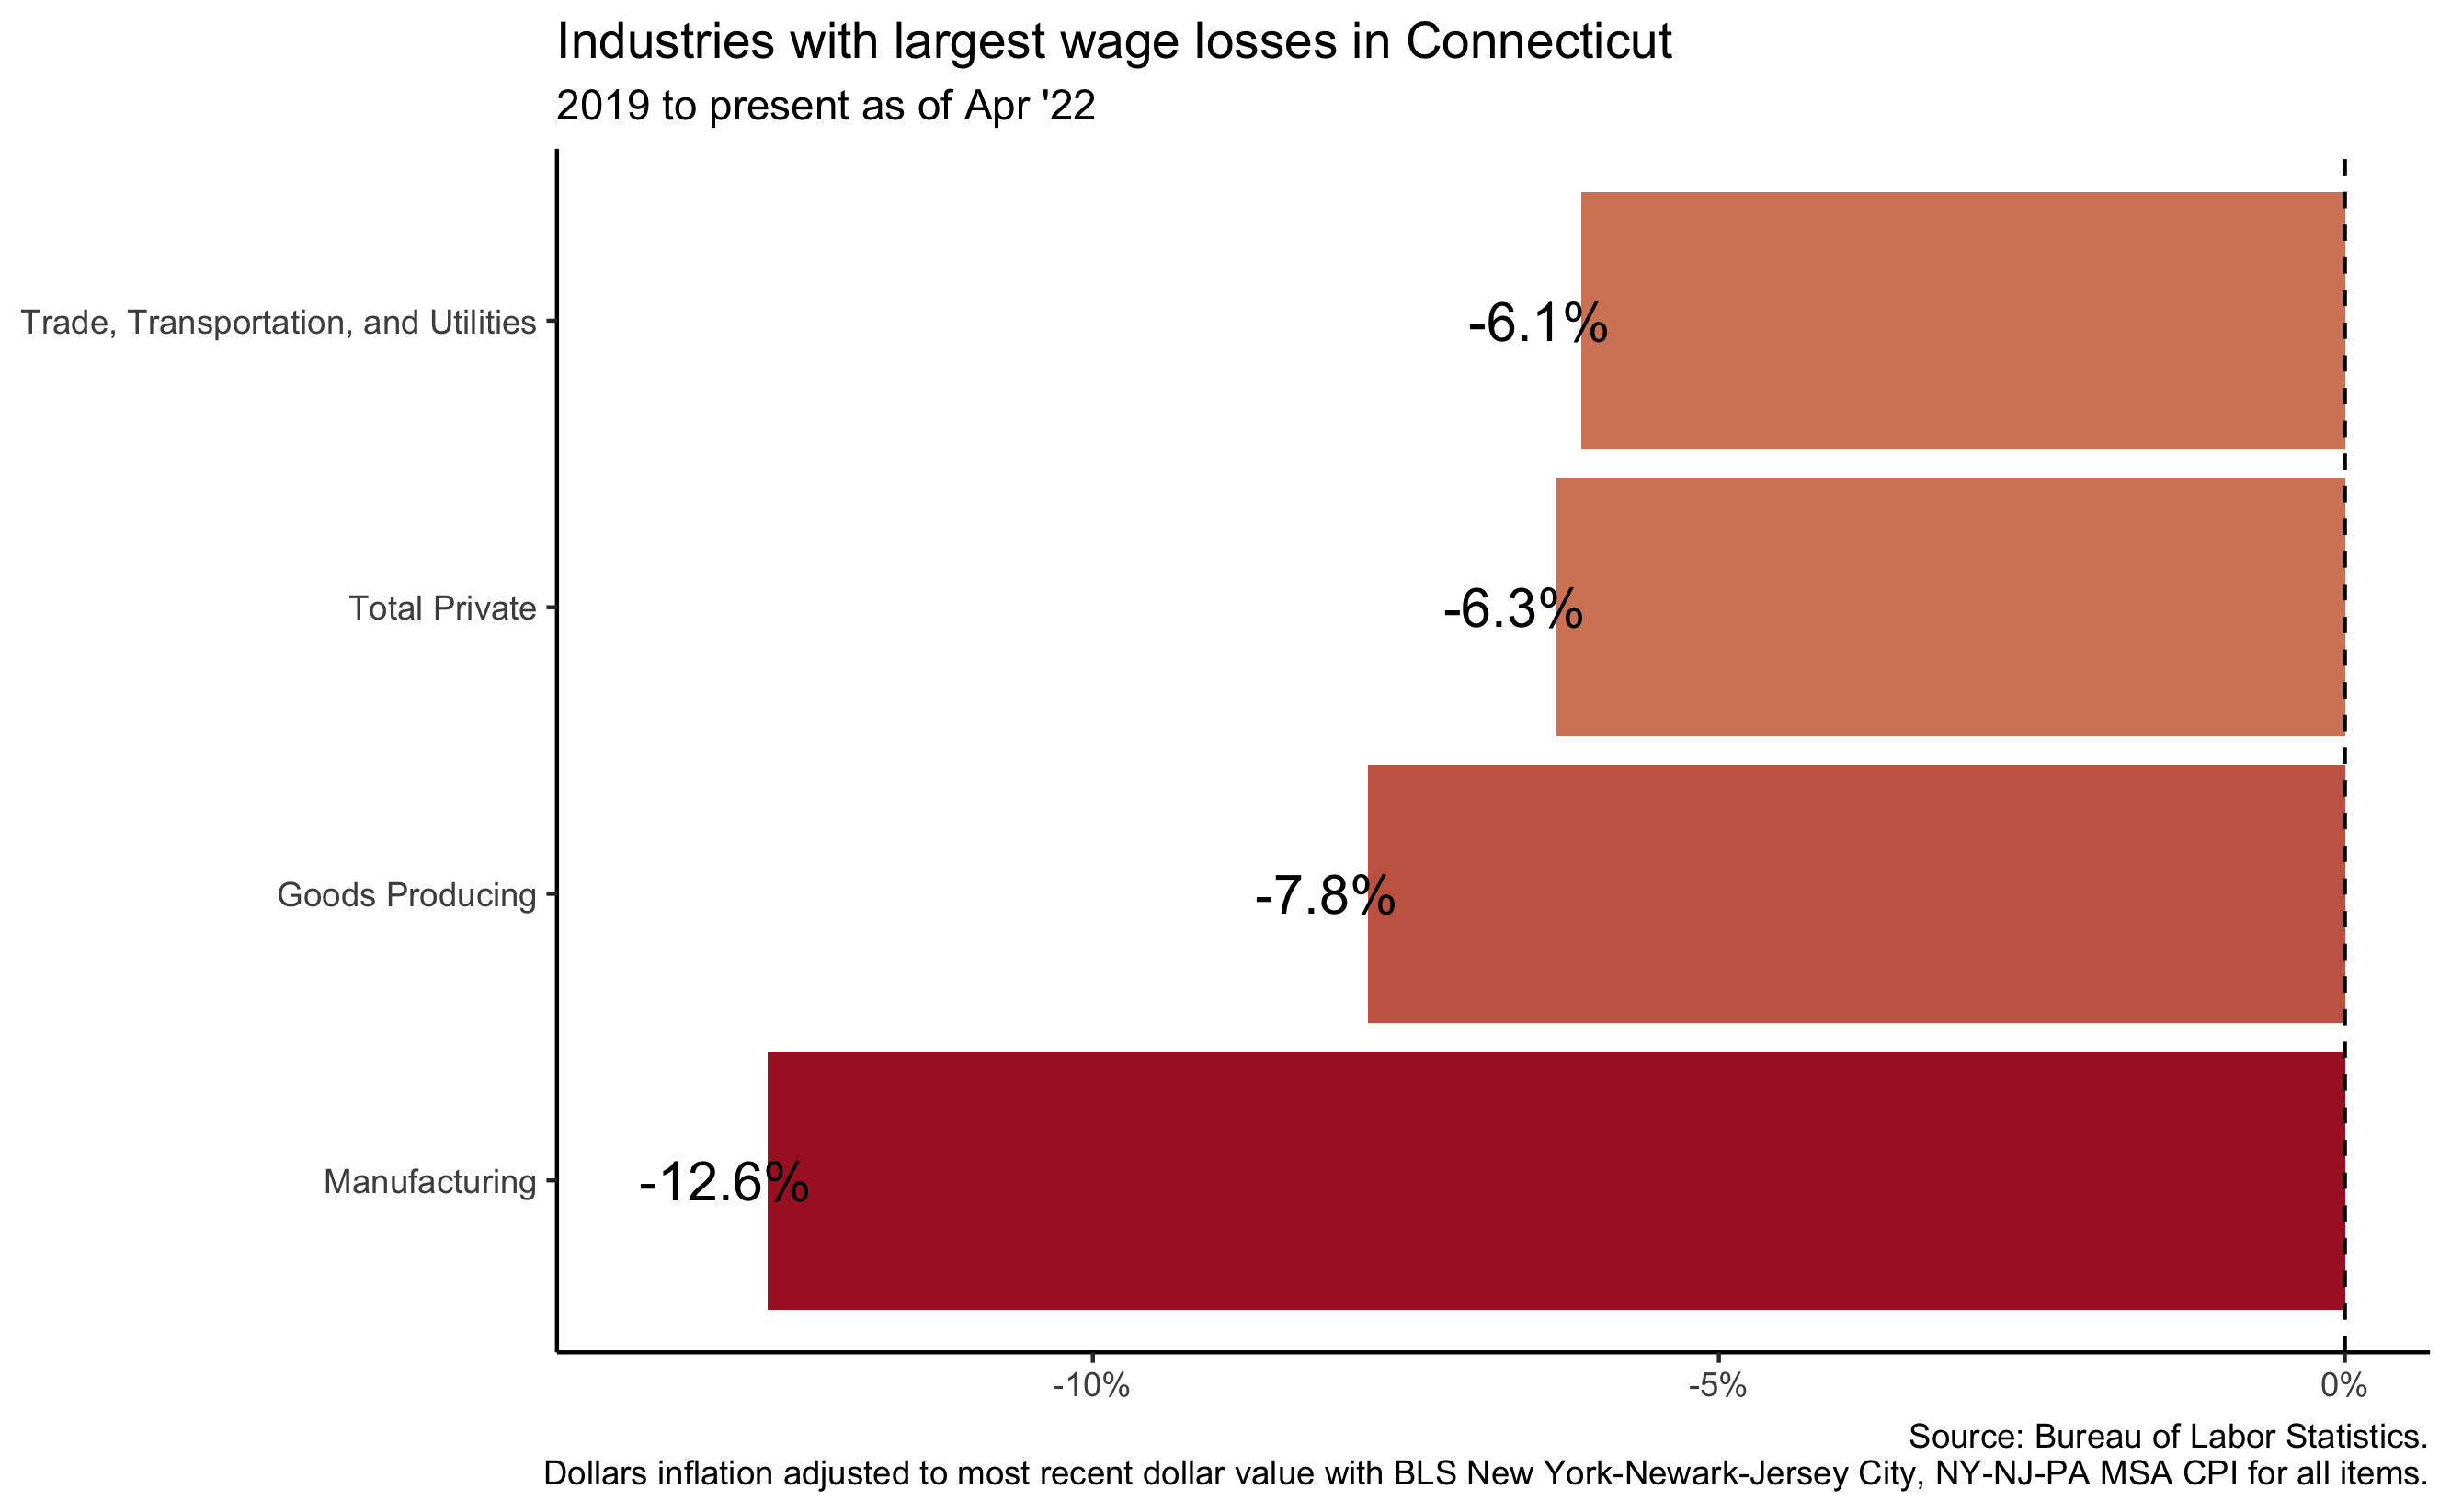 Industries with largest wage losses in Connecticut
2019 to present as of Apr '22
Trade, Transportation, and Utilities
-6.1%
Total Private
-6.3%
Goods Producing
-7.8%
Manufacturing
-12.6%
-10%
-5%
0%
Source: Bureau of Labor Statistics.
Dollars inflation adjusted to most recent dollar value with BLS New York-Newark-Jersey City, NY-NJ-PA MSA CPI for all items.